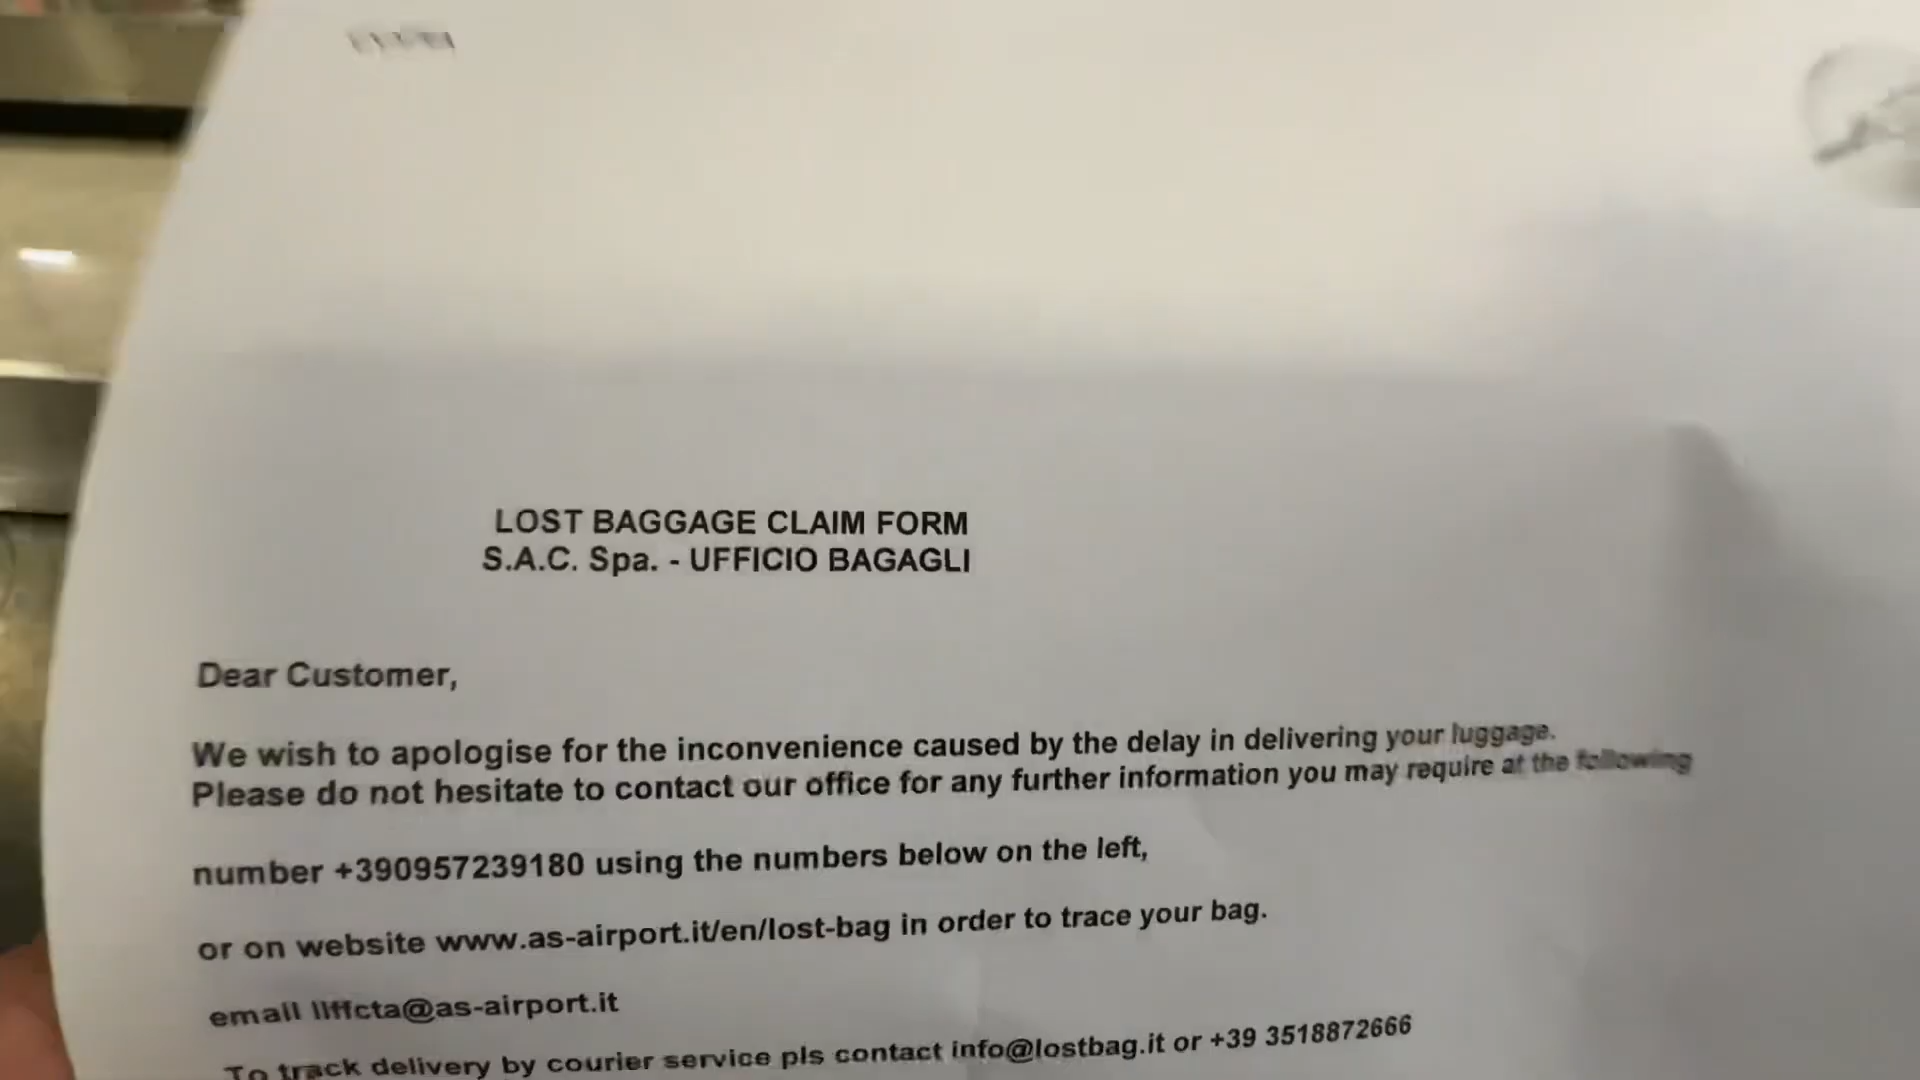 LOST BAGGAGE CLAIM FORM
S.A.C. Spa. - UFFICIO BAGAGLI
Dear Customer,
We wish to apologise for the inconvenience caused by the delay in delivering your luggage.
Please do not hesitate to contact our office for any further information you may require at the following
number +390957239180 using the numbers below on the left,
or on website www.as-airport.it/en/lost-bag in order to trace your bag.
email llffcta@as-airport.it
To track delivery by courier service pls contact info@lostbag.it or +39 3518872666